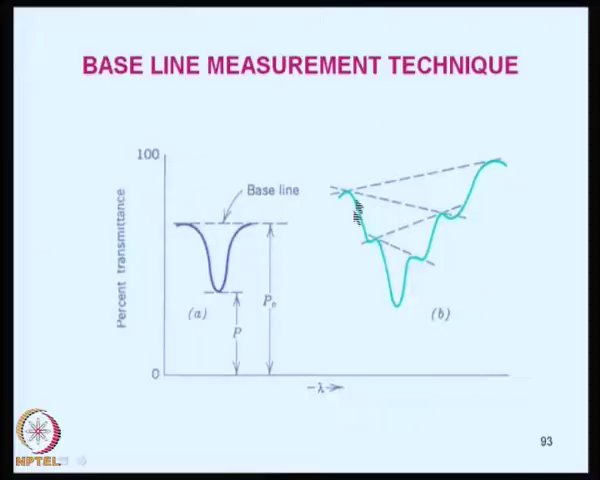 BASE LINE MEASUREMENT TECHNIQUE
100
Base line
Percent transmittance
(a)
P
P₀
(b)
0
λ
93
NPTEL